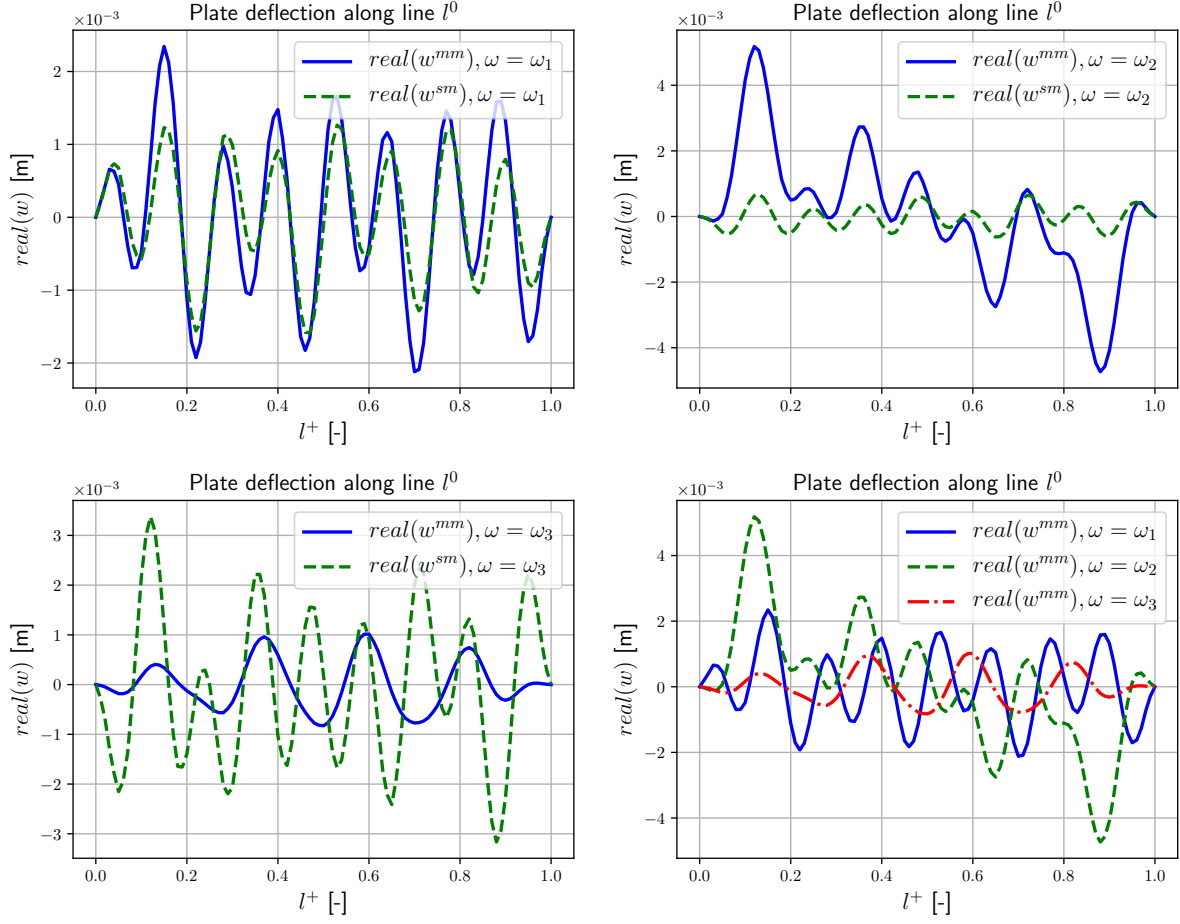 Plate deflection along line l⁰
×10⁻³
real(w^{mm}), ω = ω₁
real(w^{sm}), ω = ω₁
real(w) [m]
2
1
0
−1
−2
0.0 0.2 0.4 0.6 0.8 1.0
l⁺ [-]
Plate deflection along line l⁰
×10⁻³
real(w^{mm}), ω = ω₂
real(w^{sm}), ω = ω₂
real(w) [m]
4
2
0
−2
−4
0.0 0.2 0.4 0.6 0.8 1.0
l⁺ [-]
Plate deflection along line l⁰
×10⁻³
real(w^{mm}), ω = ω₃
real(w^{sm}), ω = ω₃
real(w) [m]
3
2
1
0
−1
−2
−3
0.0 0.2 0.4 0.6 0.8 1.0
l⁺ [-]
Plate deflection along line l⁰
×10⁻³
real(w^{mm}), ω = ω₁
real(w^{mm}), ω = ω₂
real(w^{mm}), ω = ω₃
real(w) [m]
4
2
0
−2
−4
0.0 0.2 0.4 0.6 0.8 1.0
l⁺ [-]